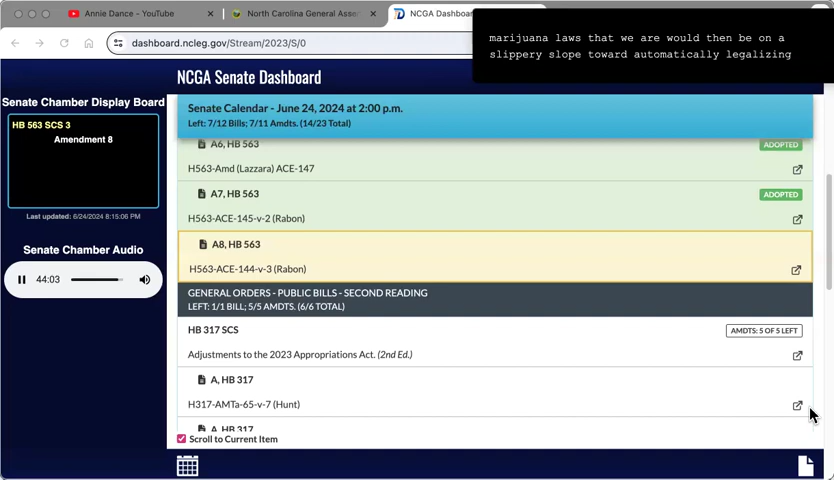 Annie Dance - YouTube
North Carolina General Asse
NCGA Dashboar
dashboard.ncleg.gov/Stream/2023/S/0
marijuana laws that we are would then be on a
slippery slope toward automatically legalizing
NCGA Senate Dashboard
Senate Chamber Display Board
HB 563 SCS 3
Amendment 8
Last updated: 6/24/2024 8:15:06 PM
Senate Chamber Audio
44:03
Senate Calendar - June 24, 2024 at 2:00 p.m.
Left: 7/12 Bills; 7/11 Amdts. (14/23 Total)
A6, HB 563
ADOPTED
H563-Amd (Lazzara) ACE-147
A7, HB 563
ADOPTED
H563-ACE-145-v-2 (Rabon)
A8, HB 563
H563-ACE-144-v-3 (Rabon)
GENERAL ORDERS - PUBLIC BILLS - SECOND READING
LEFT: 1/1 BILL; 5/5 AMDTS. (6/6 TOTAL)
HB 317 SCS
AMDTS: 5 OF 5 LEFT
Adjustments to the 2023 Appropriations Act. (2nd Ed.)
A, HB 317
H317-AMTa-65-v-7 (Hunt)
A, HB 317
Scroll to Current Item